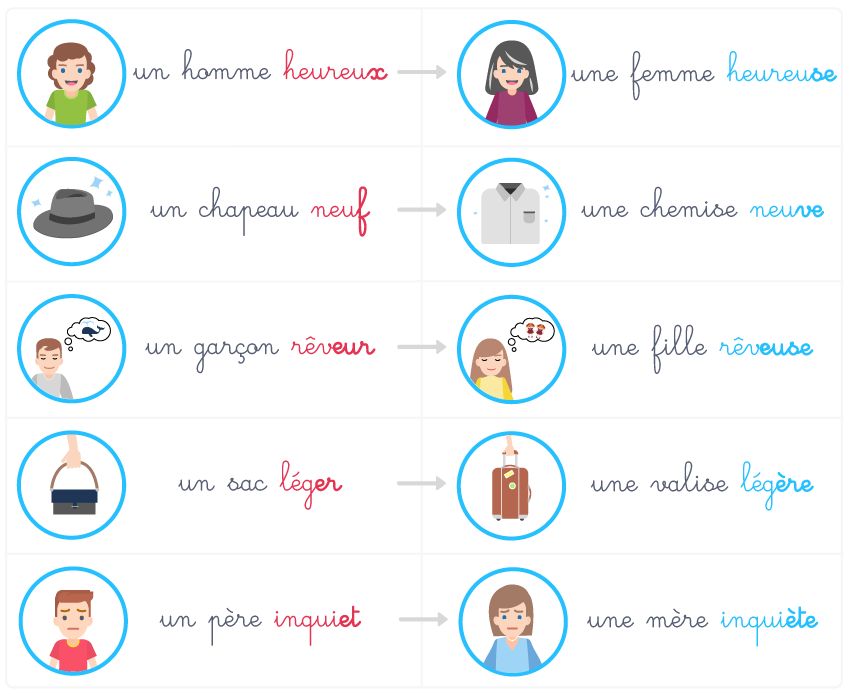 un homme heureux une femme heureuse
un chapeau neuf une chemise neuve
un garçon rêveur une fille rêveuse
un sac léger une valise légère
un père inquiet une mère inquiète